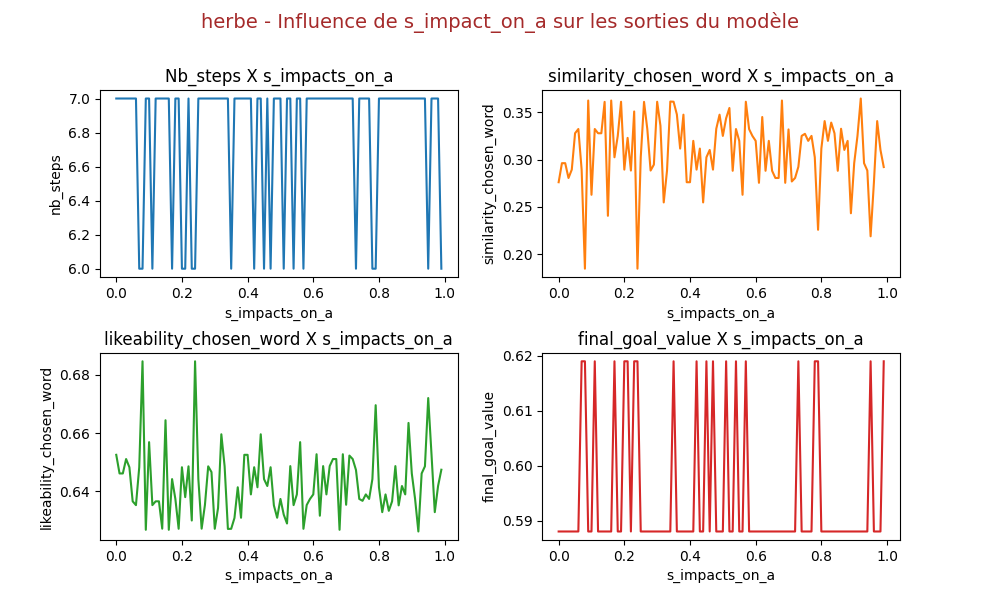 herbe - Influence de s_impact_on_a sur les sorties du modèle
Nb_steps X s_impacts_on_a
nb_steps
7.0
6.8
6.6
6.4
6.2
6.0
0.0 0.2 0.4 0.6 0.8 1.0
s_impacts_on_a
similarity_chosen_word X s_impacts_on_a
similarity_chosen_word
0.35
0.30
0.25
0.20
0.0 0.2 0.4 0.6 0.8 1.0
s_impacts_on_a
likeability_chosen_word X s_impacts_on_a
likeability_chosen_word
0.68
0.66
0.64
0.0 0.2 0.4 0.6 0.8 1.0
s_impacts_on_a
final_goal_value X s_impacts_on_a
final_goal_value
0.62
0.61
0.60
0.59
0.0 0.2 0.4 0.6 0.8 1.0
s_impacts_on_a